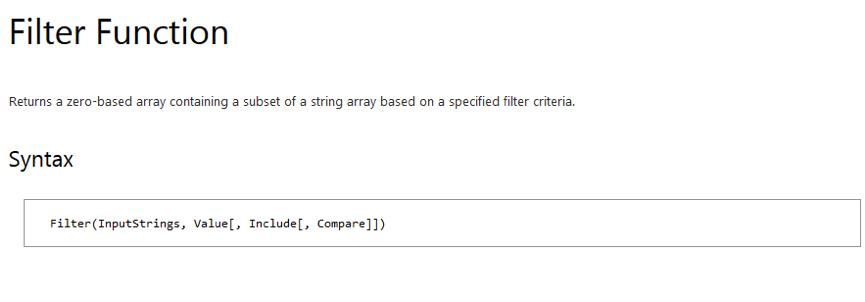 Filter Function
Returns a zero-based array containing a subset of a string array based on a specified filter criteria.
Syntax
Filter(InputStrings, Value[, Include[, Compare]])